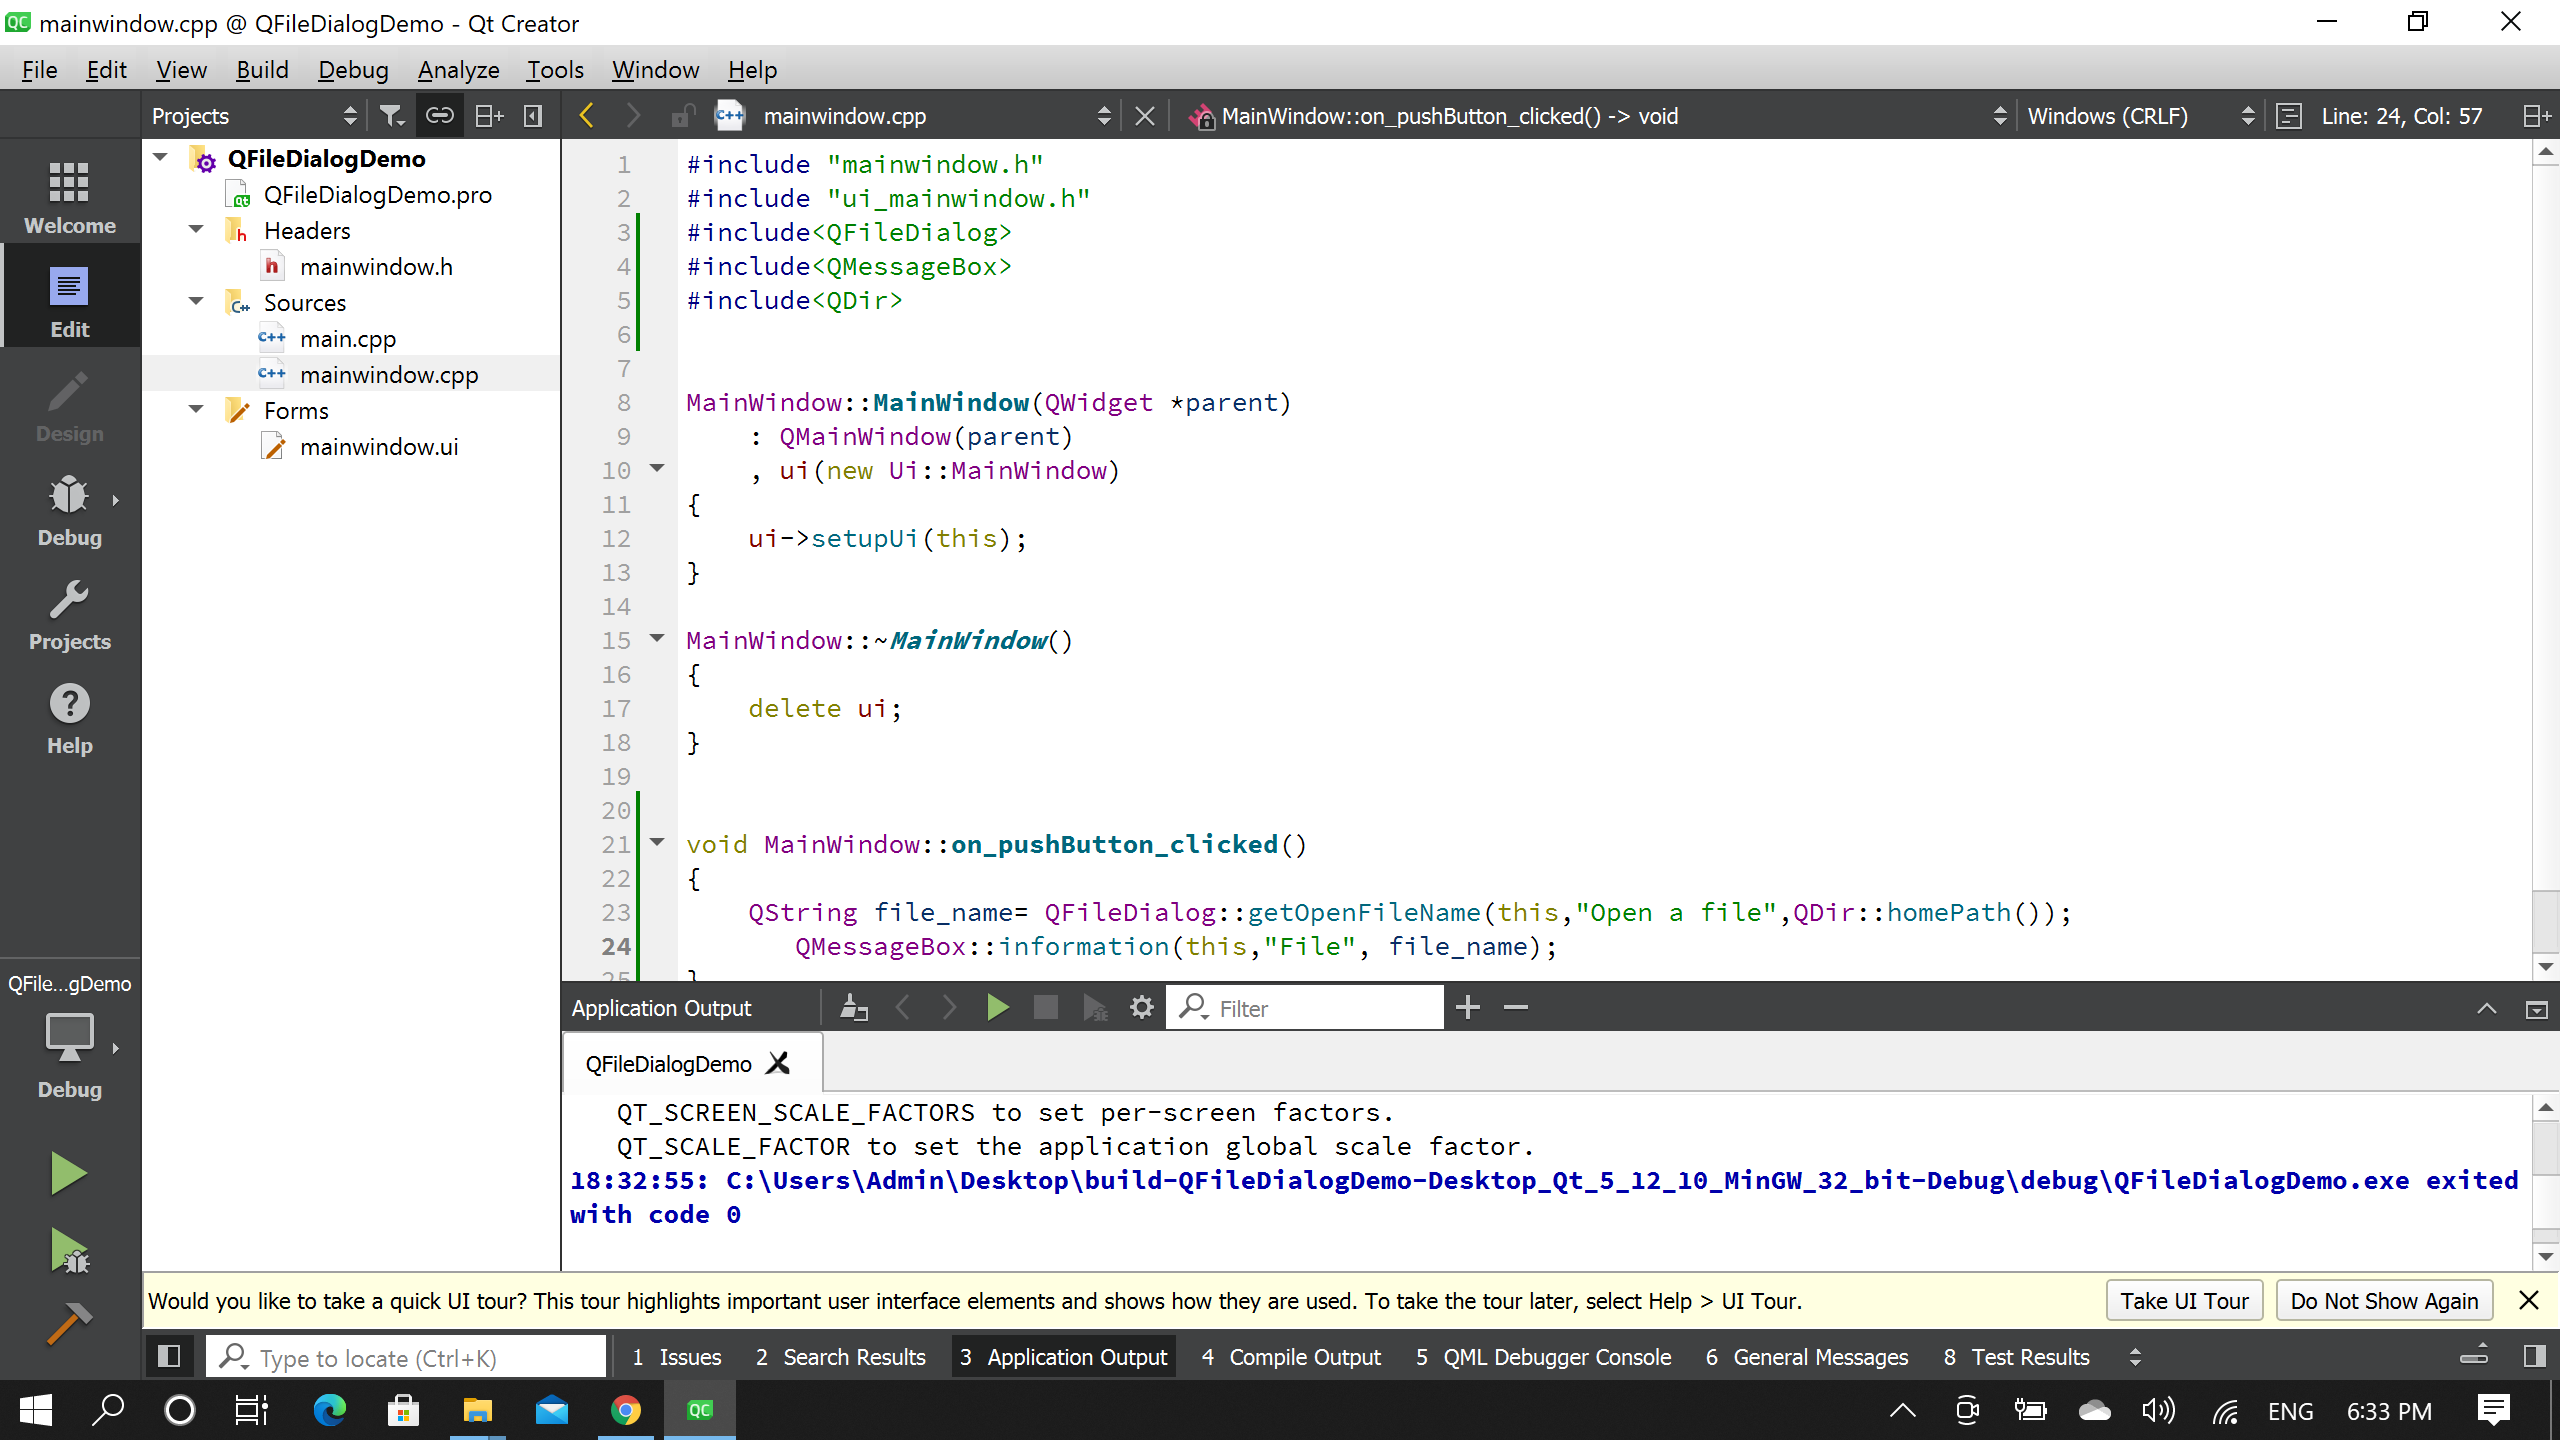 QC mainwindow.cpp @ QFileDialogDemo - Qt Creator
File Edit View Build Debug Analyze Tools Window Help
Projects mainwindow.cpp MainWindow::on_pushButton_clicked() -> void Windows (CRLF) Line: 24, Col: 57
Welcome
Edit
Design
Debug
Projects
Help
QFile...gDemo
Debug
QFileDialogDemo
QFileDialogDemo.pro
Headers
mainwindow.h
Sources
main.cpp
mainwindow.cpp
Forms
mainwindow.ui
1 #include "mainwindow.h"
2 #include "ui_mainwindow.h"
3 #include<QFileDialog>
4 #include<QMessageBox>
5 #include<QDir>
6
7
8 MainWindow::MainWindow(QWidget *parent)
9 : QMainWindow(parent)
10 , ui(new Ui::MainWindow)
11 {
12 ui->setupUi(this);
13 }
14
15 MainWindow::~MainWindow()
16 {
17 delete ui;
18 }
19
20
21 void MainWindow::on_pushButton_clicked()
22 {
23 QString file_name= QFileDialog::getOpenFileName(this,"Open a file",QDir::homePath());
24 QMessageBox::information(this,"File", file_name);
25 }
Application Output Filter
QFileDialogDemo
QT_SCREEN_SCALE_FACTORS to set per-screen factors.
QT_SCALE_FACTOR to set the application global scale factor.
18:32:55: C:\Users\Admin\Desktop\build-QFileDialogDemo-Desktop_Qt_5_12_10_MinGW_32_bit-Debug\debug\QFileDialogDemo.exe exited
with code 0
Would you like to take a quick UI tour? This tour highlights important user interface elements and shows how they are used. To take the tour later, select Help > UI Tour. Take UI Tour Do Not Show Again
Type to locate (Ctrl+K) 1 Issues 2 Search Results 3 Application Output 4 Compile Output 5 QML Debugger Console 6 General Messages 8 Test Results
QC ENG 6:33 PM